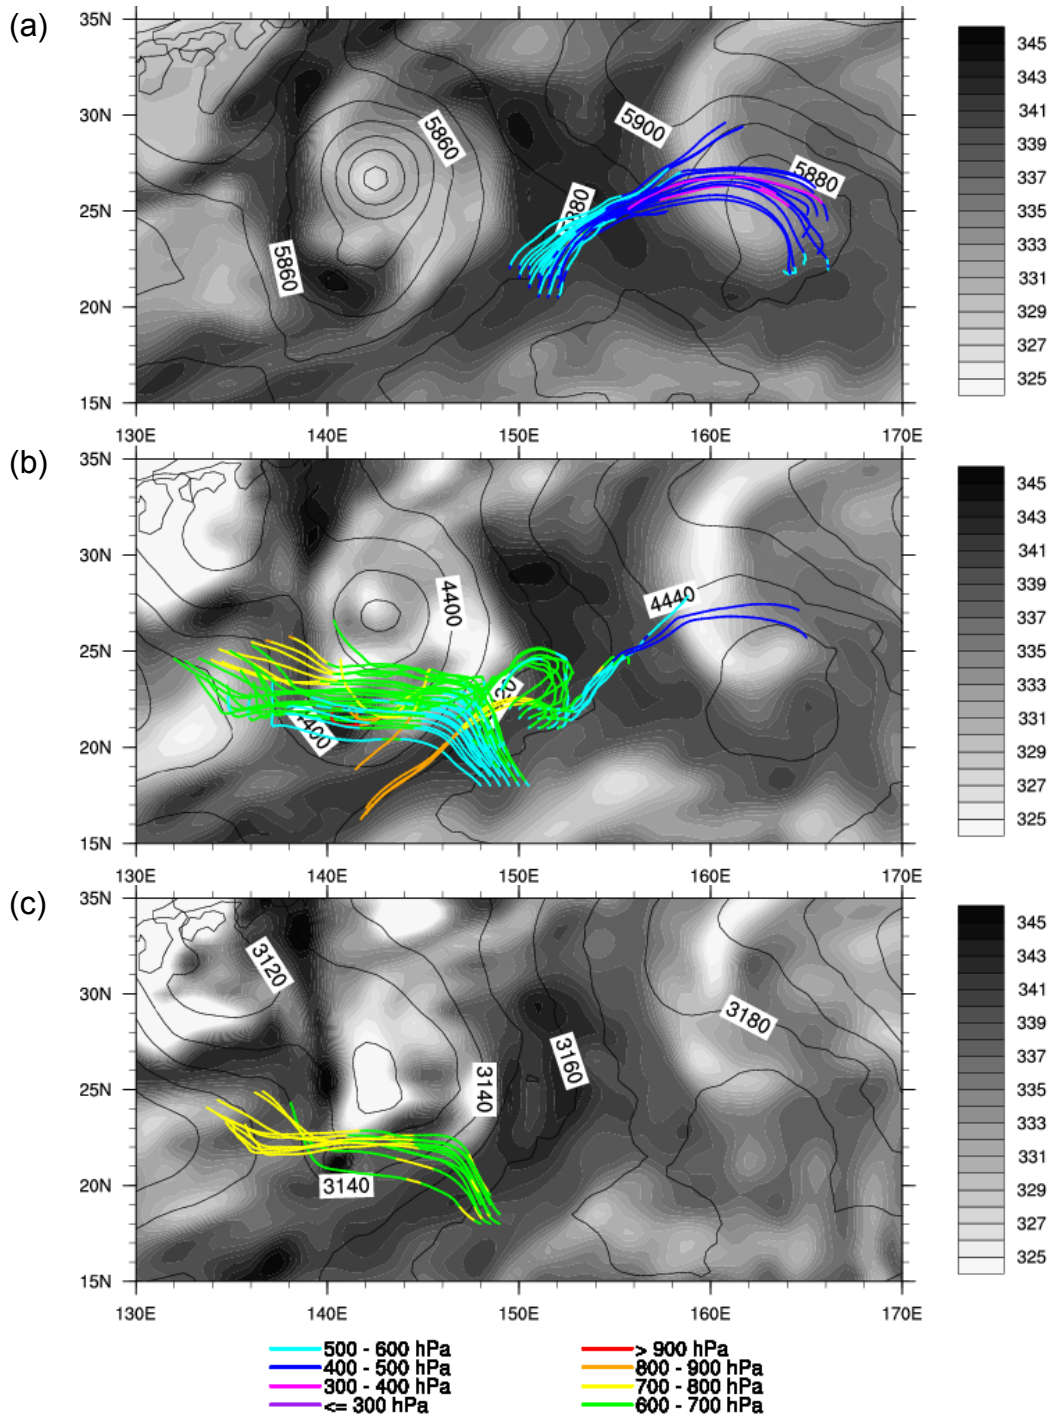 (a)
35N
30N
25N
20N
15N
130E 140E 150E 160E 170E
5860
5860
5900
5880
5880
345
343
341
339
337
335
333
331
329
327
325
(b)
35N
30N
25N
20N
15N
130E 140E 150E 160E 170E
4400
4440
4400
345
343
341
339
337
335
333
331
329
327
325
(c)
35N
30N
25N
20N
15N
130E 140E 150E 160E 170E
3120
3180
3160
3140
3140
345
343
341
339
337
335
333
331
329
327
325
500 - 600 hPa
400 - 500 hPa
300 - 400 hPa
<= 300 hPa
> 900 hPa
800 - 900 hPa
700 - 800 hPa
600 - 700 hPa